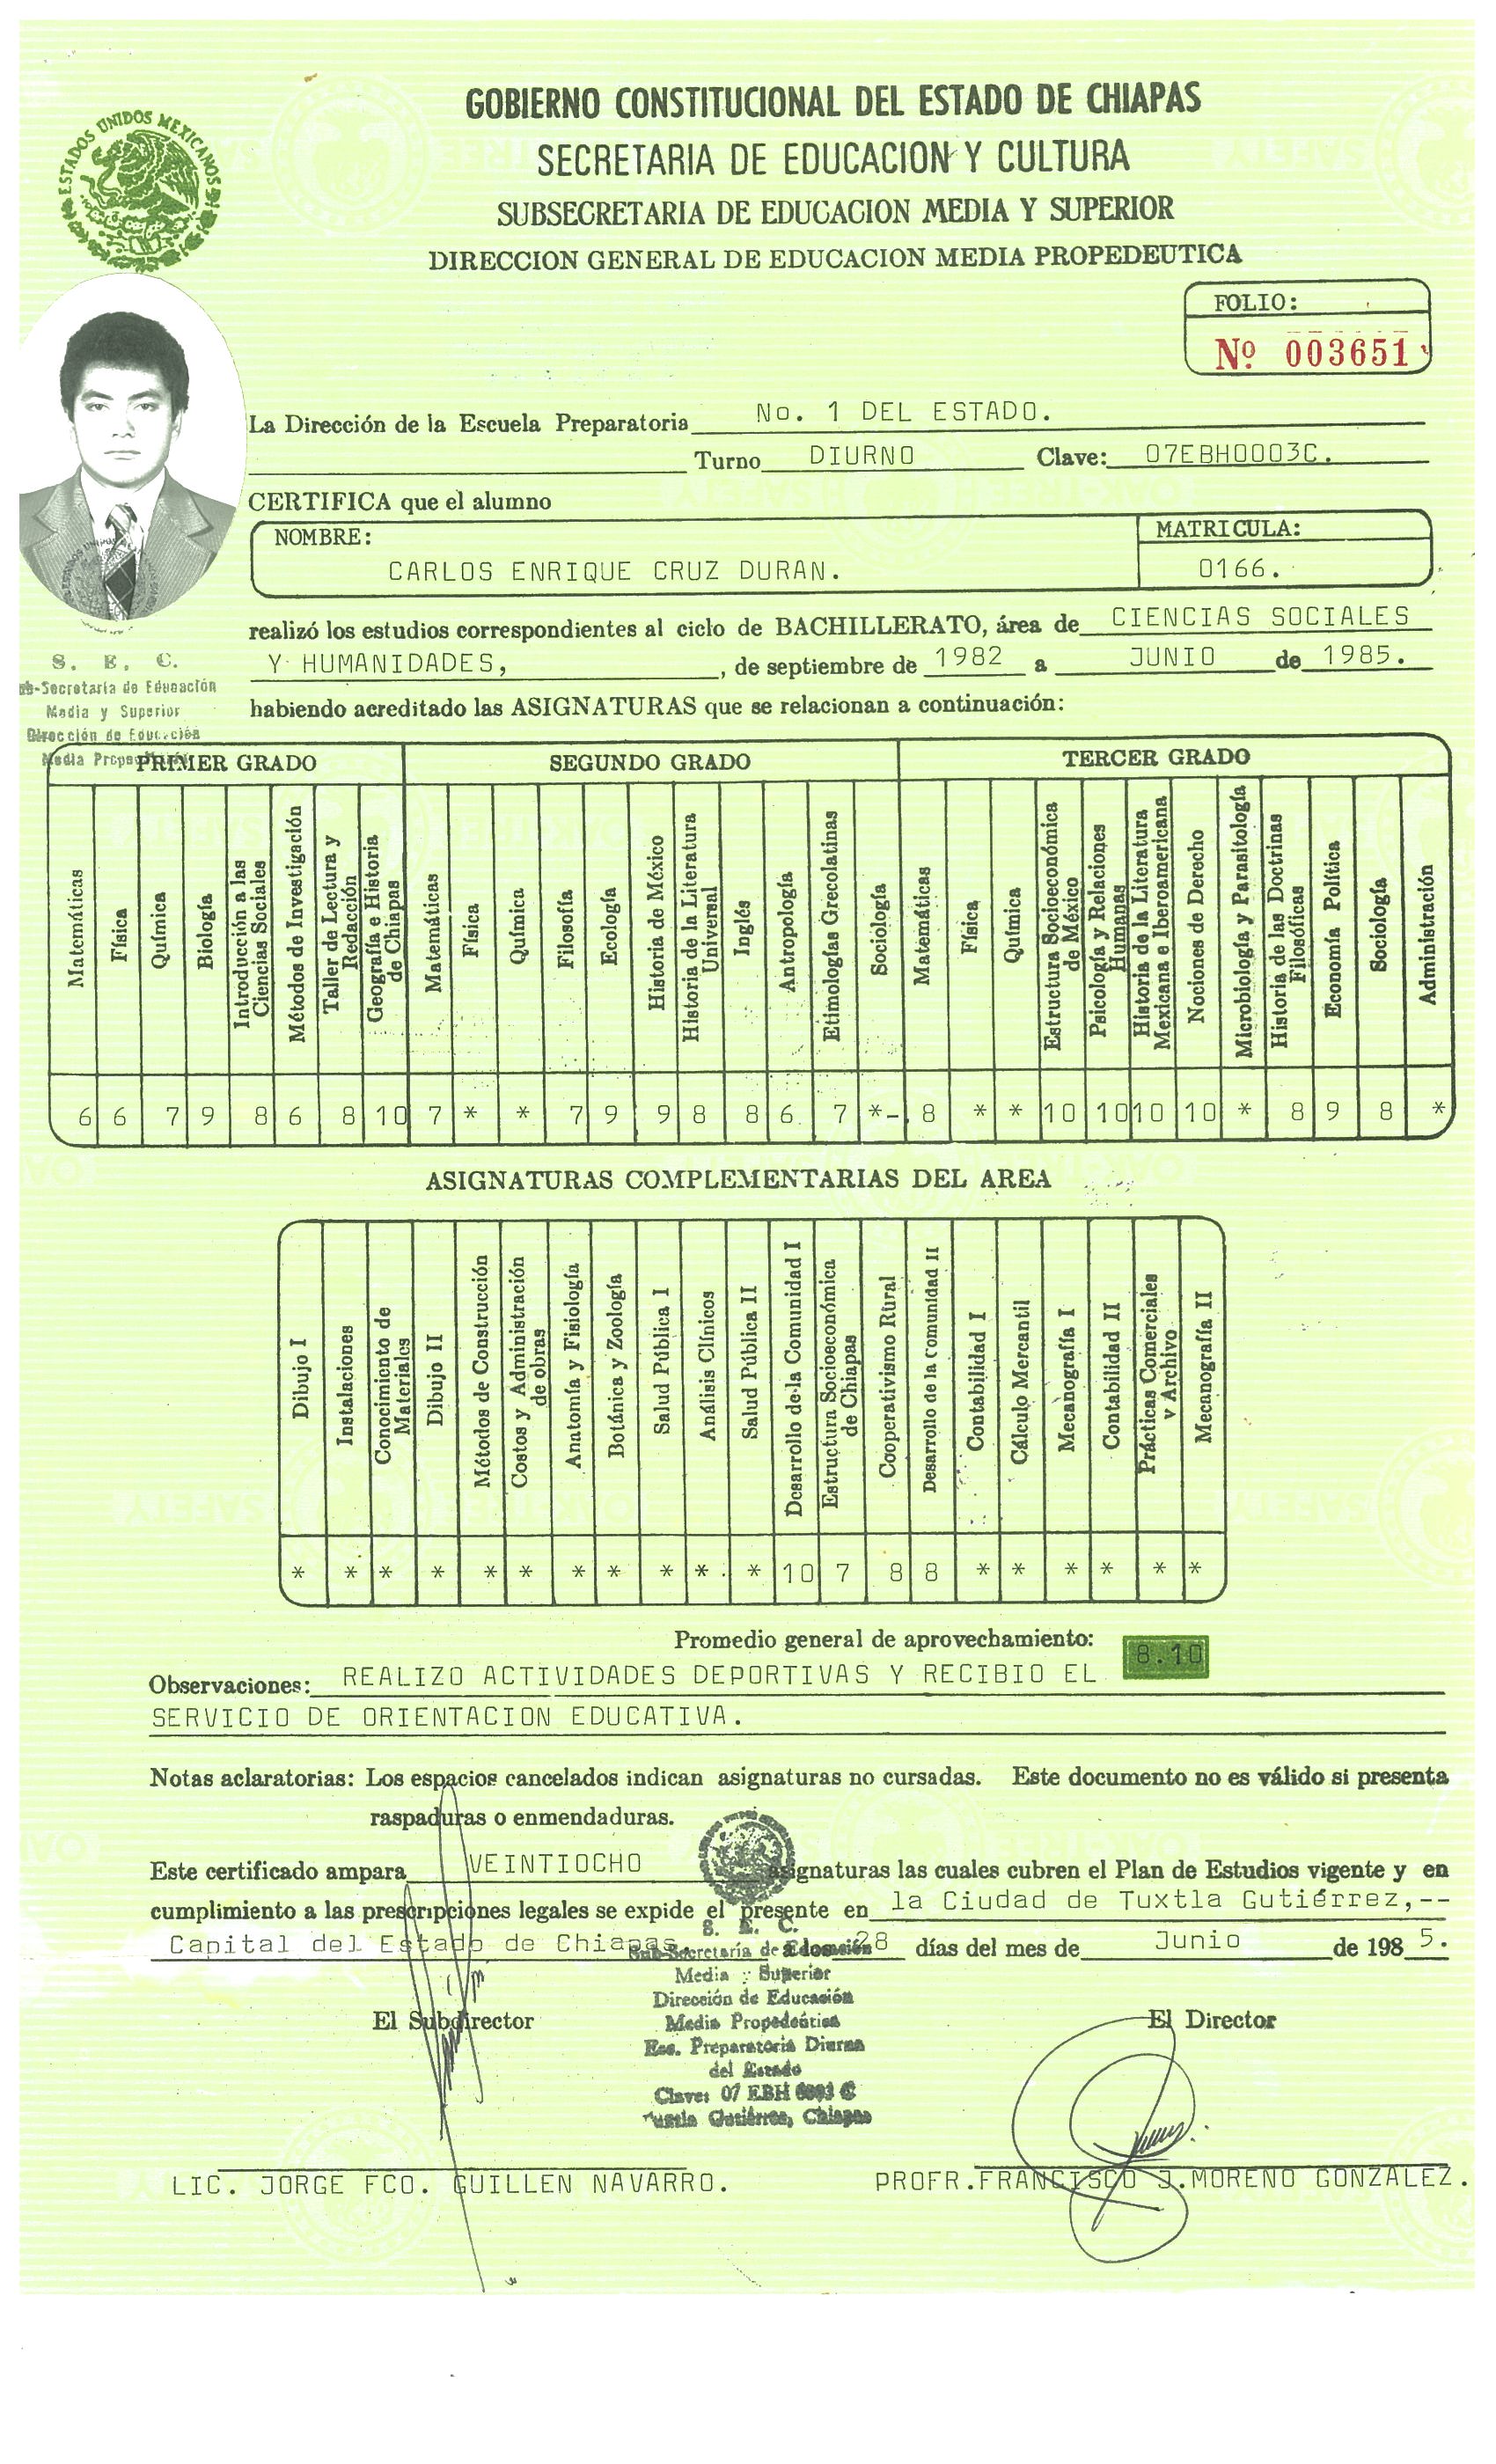 ESTADOS UNIDOS MEXICANOS
GOBIERNO CONSTITUCIONAL DEL ESTADO DE CHIAPAS
SECRETARIA DE EDUCACION Y CULTURA
SUBSECRETARIA DE EDUCACION MEDIA Y SUPERIOR
DIRECCION GENERAL DE EDUCACION MEDIA PROPEDEUTICA
FOLIO:
Nº 003651
La Dirección de la Escuela Preparatoria No. 1 DEL ESTADO.
Turno DIURNO Clave: 07EBH0003C.
CERTIFICA que el alumno
NOMBRE: MATRICULA:
CARLOS ENRIQUE CRUZ DURAN. 0166.
realizó los estudios correspondientes al ciclo de BACHILLERATO, área de CIENCIAS SOCIALES
Y HUMANIDADES, , de septiembre de 1982 a JUNIO de 1985.
habiendo acreditado las ASIGNATURAS que se relacionan a continuación:
S. E. C.
ub-Secretaría de Educación
Media y Superior
Dirección de Educación
Media
PRIMER GRADO SEGUNDO GRADO TERCER GRADO
Matemáticas
Física
Química
Biología
Introducción a las Ciencias Sociales
Métodos de Investigación
Taller de Lectura y Redacción
Geografía e Historia de Chiapas
Matemáticas
Física
Química
Filosofía
Ecología
Historia de México
Historia de la Literatura Universal
Inglés
Antropología
Etimologías Grecolatinas
Sociología
Matemáticas
Física
Química
Estructura Socioeconómica de México
Psicología y Relaciones Humanas
Historia de la Literatura Mexicana e Iberoamericana
Nociones de Derecho
Microbiología y Parasitología
Historia de las Doctrinas Filosóficas
Economía Política
Sociología
Administración
6 6 7 9 8 6 8 10 7 * * 7 9 9 8 8 6 7 *- 8 * * 10 10 10 10 * 8 9 8 *
ASIGNATURAS COMPLEMENTARIAS DEL AREA
Dibujo I
Instalaciones
Conocimiento de Materiales
Dibujo II
Métodos de Construcción
Costos y Administración de obras
Anatomía y Fisiología
Botánica y Zoología
Salud Pública I
Análisis Clínicos
Salud Pública II
Desarrollo de la Comunidad I
Estructura Socioeconómica de Chiapas
Cooperativismo Rural
Desarrollo de la Comunidad II
Contabilidad I
Cálculo Mercantil
Mecanografía I
Contabilidad II
Prácticas Comerciales y Archivo
Mecanografía II
* * * * * * * * * * * 10 7 8 8 * * * * * *
Promedio general de aprovechamiento: 8.10
Observaciones: REALIZO ACTIVIDADES DEPORTIVAS Y RECIBIO EL
SERVICIO DE ORIENTACION EDUCATIVA.
Notas aclaratorias: Los espacios cancelados indican asignaturas no cursadas. Este documento no es válido si presenta
raspaduras o enmendaduras.
Este certificado ampara VEINTIOCHO asignaturas las cuales cubren el Plan de Estudios vigente y en
cumplimiento a las prescripciones legales se expide el presente en la Ciudad de Tuxtla Gutiérrez,--
Capital del Estado de Chiapas. a los 28 días del mes de Junio de 1985.
S. E. C.
Sub-Secretaría de Educación
Media y Superior
Dirección de Educación
Media Propedéutica
Esc. Preparatoria Diurna
del Estado
Clave: 07 EBH 0003 C
Tuxtla Gutiérrez, Chiapas
El Subdirector El Director
LIC. JORGE FCO. GUILLEN NAVARRO. PROFR.FRANCISCO J.MORENO GONZALEZ.